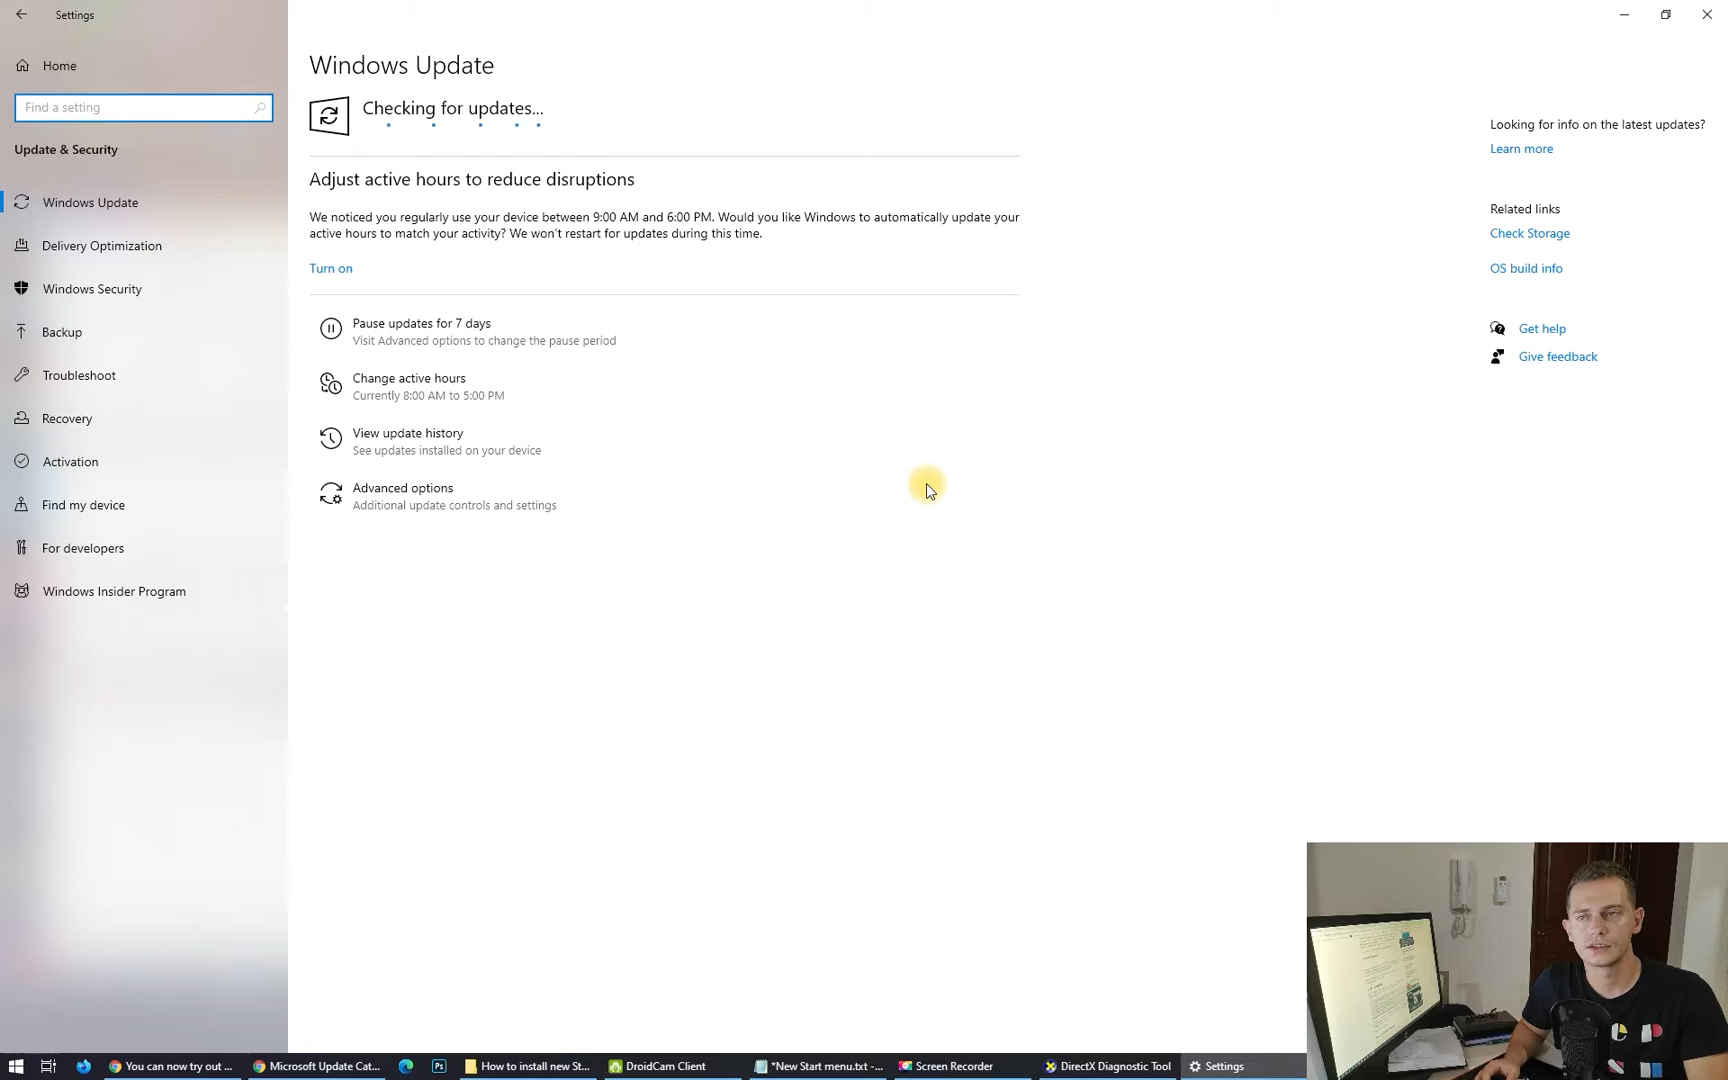 Settings
Home
Find a setting
Update & Security
Windows Update
Delivery Optimization
Windows Security
Backup
Troubleshoot
Recovery
Activation
Find my device
For developers
Windows Insider Program
Windows Update
Checking for updates...
Adjust active hours to reduce disruptions
We noticed you regularly use your device between 9:00 AM and 6:00 PM. Would you like Windows to automatically update your
active hours to match your activity? We won't restart for updates during this time.
Turn on
Pause updates for 7 days
Visit Advanced options to change the pause period
Change active hours
Currently 8:00 AM to 5:00 PM
View update history
See updates installed on your device
Advanced options
Additional update controls and settings
Looking for info on the latest updates?
Learn more
Related links
Check Storage
OS build info
Get help
Give feedback
You can now try out ...
Microsoft Update Cat...
Ps
How to install new St...
DroidCam Client
*New Start menu.txt -...
Screen Recorder
DirectX Diagnostic Tool
Settings